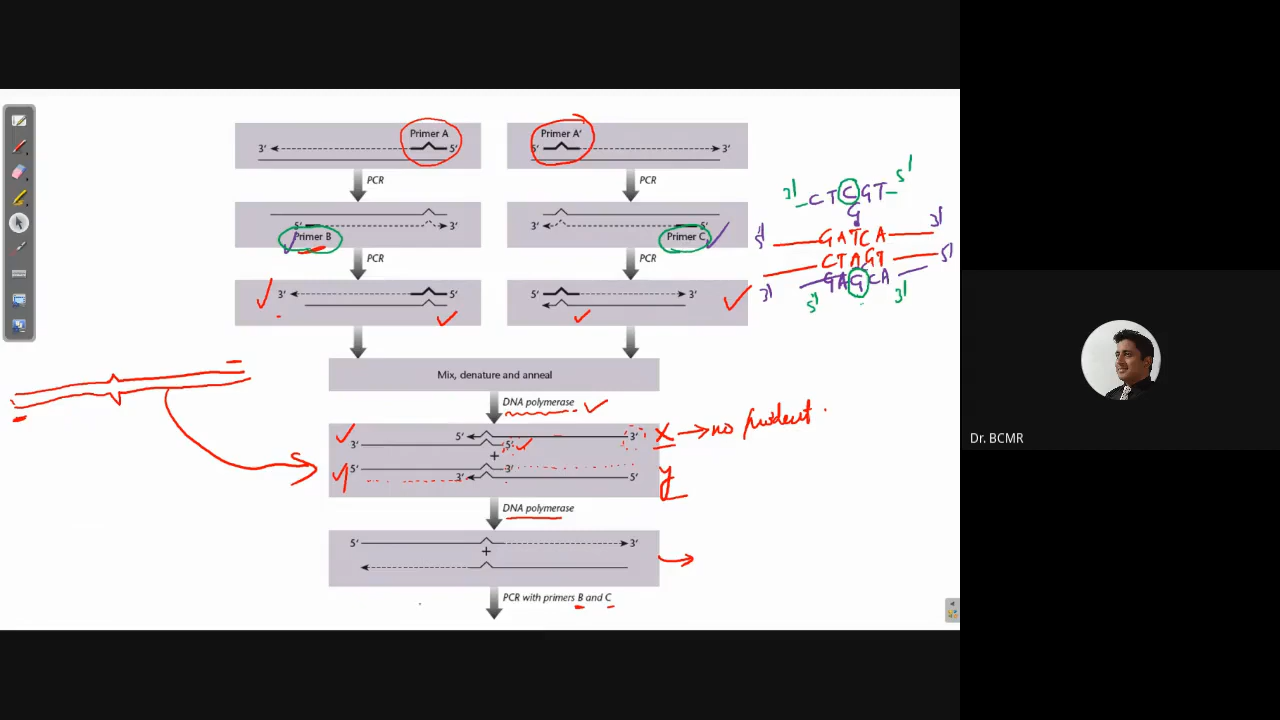 Primer A
3′ 5′
PCR
5′ 3′
Primer B
PCR
3′ 5′
Primer A′
5′ 3′
PCR
3′ 5′
Primer C
PCR
5′ 3′
3' CTCGT 5'
G
5' GATCA 3'
CTAGT 5'
3' GAGCA
5' 3'
Mix, denature and anneal
DNA polymerase
5′ 3′ x → no product.
3′ 5′
+
5′ 3′ y
3′ 5′
DNA polymerase
5′ 3′
+
PCR with primers B and C
Dr. BCMR